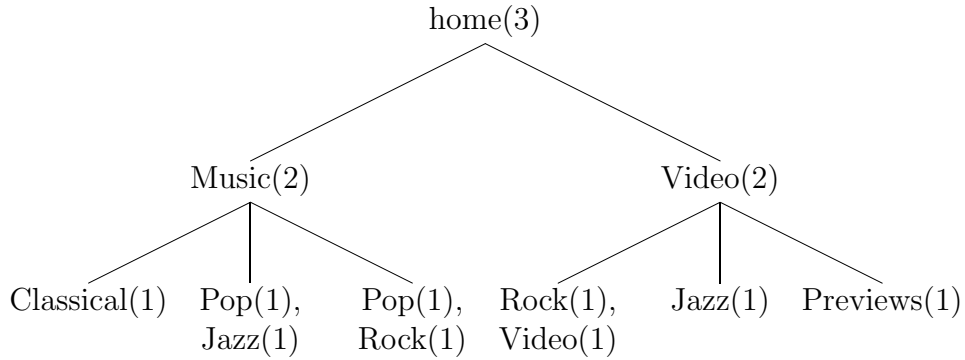 home(3)
Music(2)
Video(2)
Classical(1)
Pop(1),
Jazz(1)
Pop(1),
Rock(1)
Rock(1),
Video(1)
Jazz(1)
Previews(1)